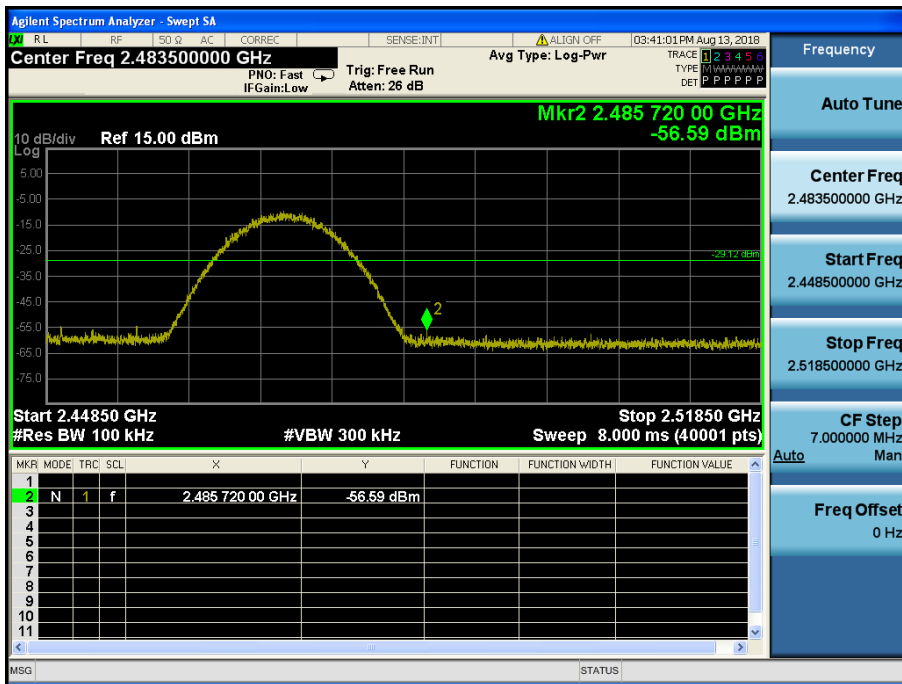 Agilent Spectrum Analyzer - Swept SA
LXI RL RF 50 Ω AC CORREC SENSE:INT ALIGN OFF 03:41:01 PM Aug 13, 2018
Center Freq 2.483500000 GHz
PNO: Fast
IFGain:Low
Trig: Free Run
Atten: 26 dB
Avg Type: Log-Pwr
TRACE 1 2 3 4 5 6
TYPE M W W W W W
DET P P P P P P
Mkr2 2.485 720 00 GHz
-56.59 dBm
10 dB/div Ref 15.00 dBm
Log
5.00
-5.00
-15.0
-25.0
-29.12 dBm
-35.0
-45.0
-55.0
-65.0
-75.0
2
Start 2.44850 GHz Stop 2.51850 GHz
#Res BW 100 kHz #VBW 300 kHz Sweep 8.000 ms (40001 pts)
MKR MODE TRC SCL X Y FUNCTION FUNCTION WIDTH FUNCTION VALUE
1
2 N 1 f 2.485 720 00 GHz -56.59 dBm
3
4
5
6
7
8
9
10
11
MSG STATUS
Frequency
Auto Tune
Center Freq
2.483500000 GHz
Start Freq
2.448500000 GHz
Stop Freq
2.518500000 GHz
CF Step
7.000000 MHz
Auto Man
Freq Offset
0 Hz